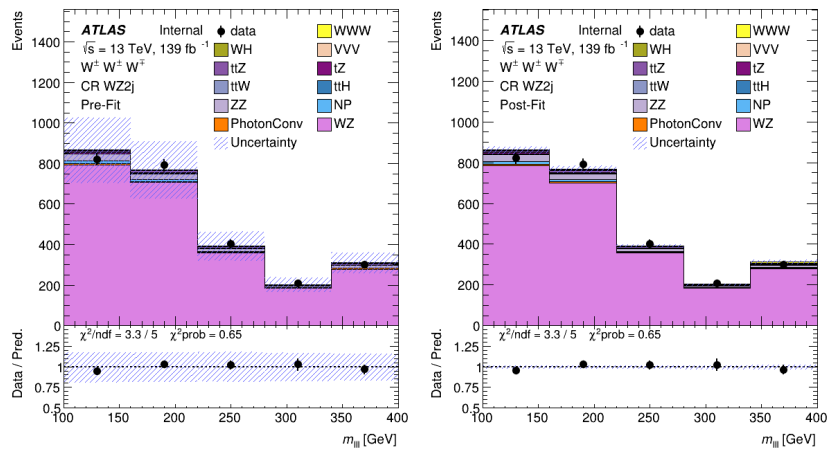 Events
1400
1200
1000
800
600
400
200
0
ATLAS Internal
√s = 13 TeV, 139 fb -1
W± W± W∓
CR WZ2j
Pre-Fit
data
WH
ttZ
ttW
ZZ
PhotonConv
Uncertainty
WWW
VVV
tZ
ttH
NP
WZ
Data / Pred.
χ²/ndf = 3.3 / 5 χ²prob = 0.65
1.25
1
0.75
0.5
100 150 200 250 300 350 400
mlll [GeV]
Events
1400
1200
1000
800
600
400
200
0
ATLAS Internal
√s = 13 TeV, 139 fb -1
W± W± W∓
CR WZ2j
Post-Fit
data
WH
ttZ
ttW
ZZ
PhotonConv
Uncertainty
WWW
VVV
tZ
ttH
NP
WZ
Data / Pred.
χ²/ndf = 3.3 / 5 χ²prob = 0.65
1.25
1
0.75
0.5
100 150 200 250 300 350 400
mlll [GeV]